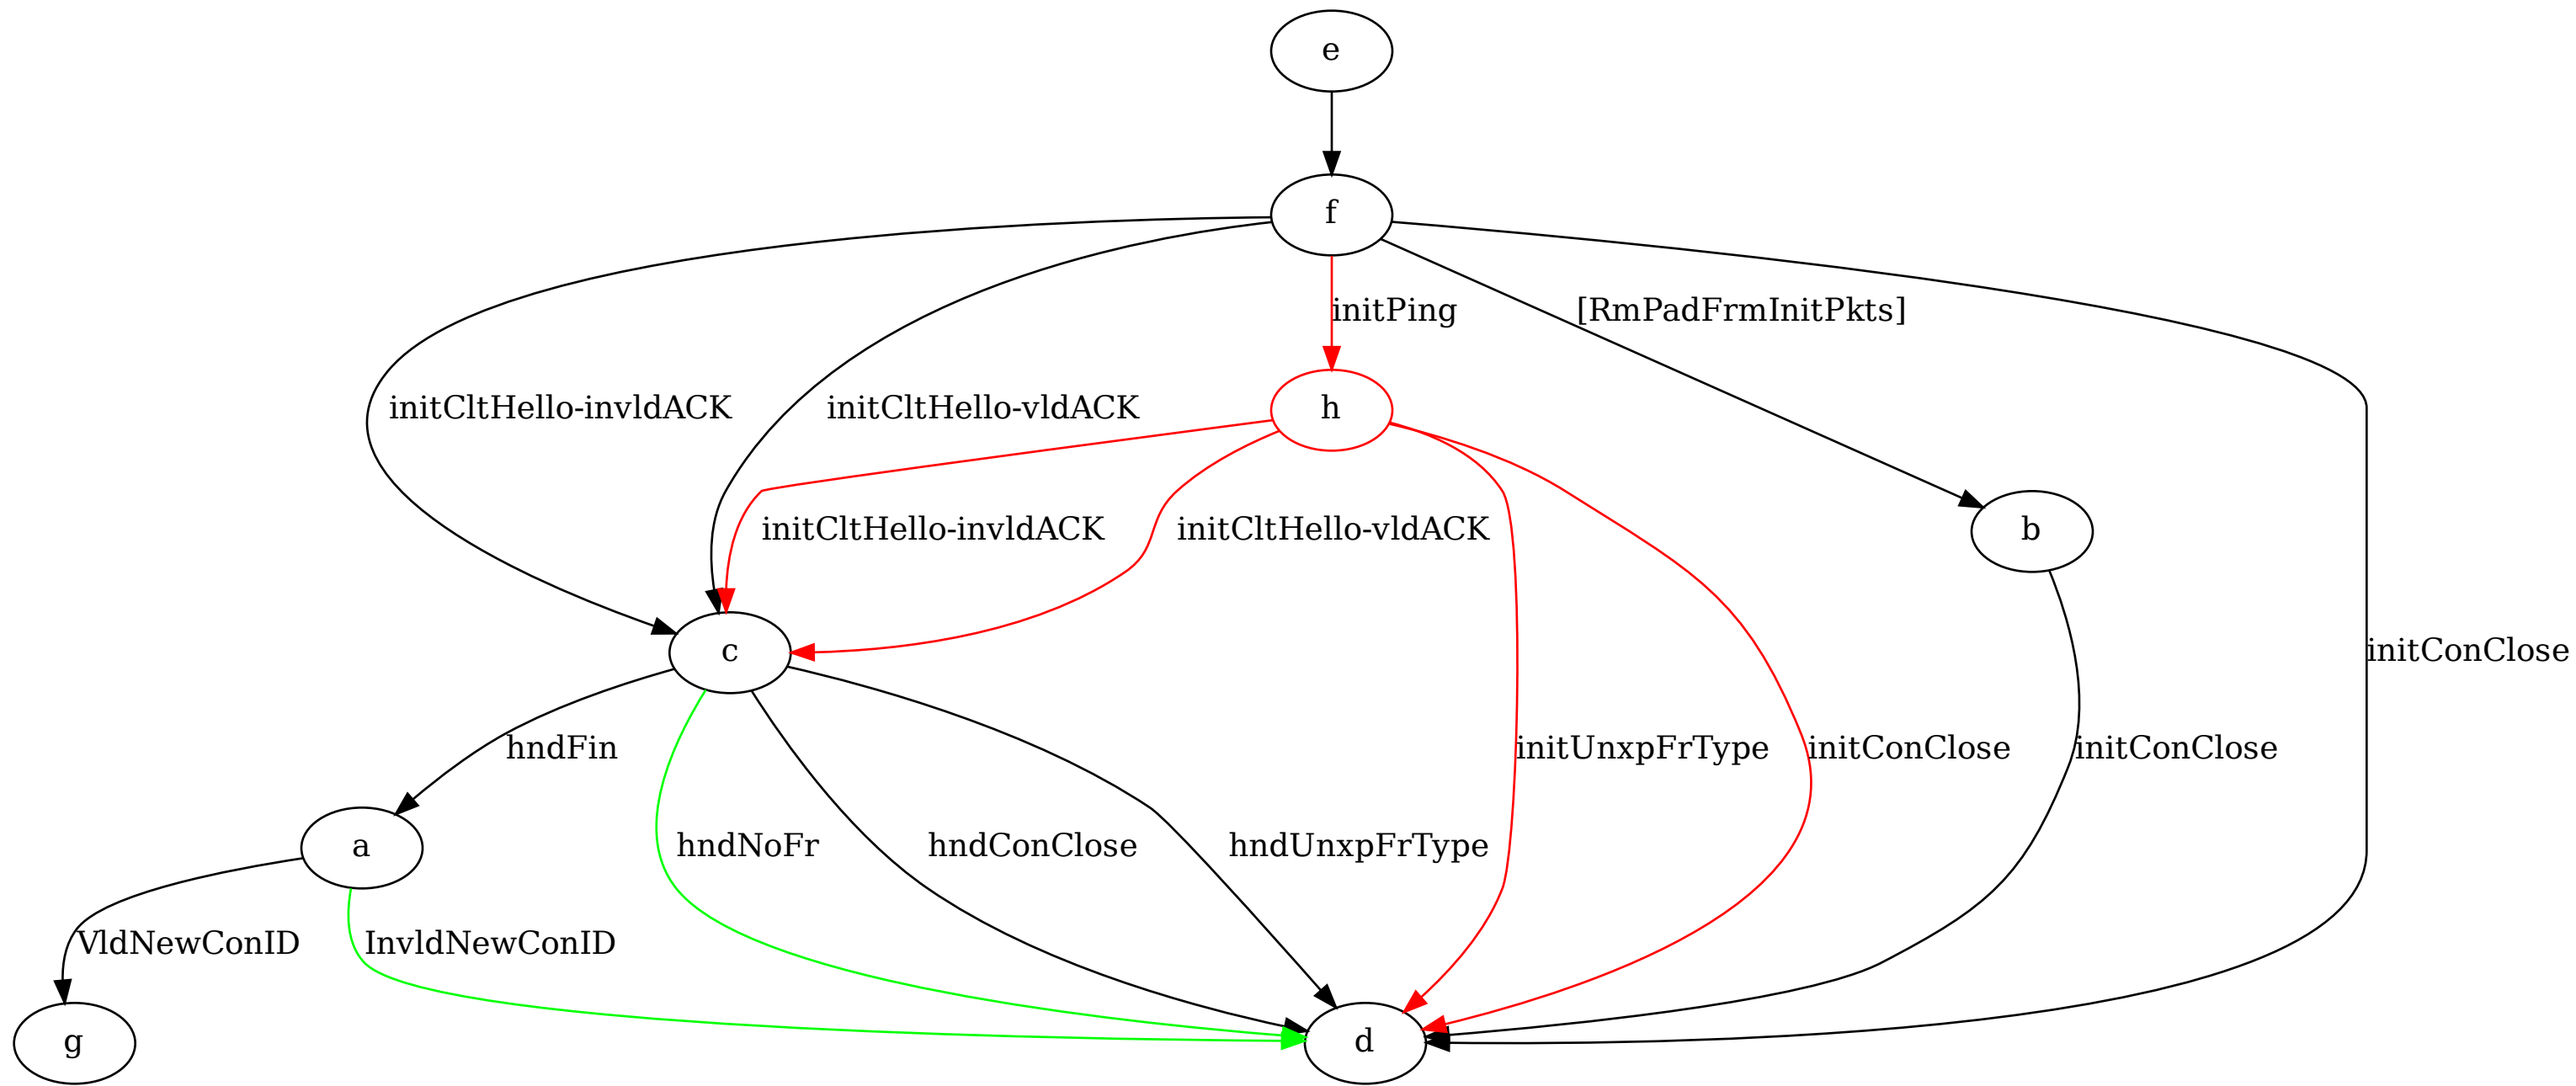 e
f
initPing
[RmPadFrmInitPkts]
initCltHello-invldACK
initCltHello-vldACK
h
initCltHello-invldACK
initCltHello-vldACK
b
c
initConClose
hndFin
initUnxpFrType
initConClose
initConClose
a
hndNoFr
hndConClose
hndUnxpFrType
VldNewConID
InvldNewConID
g
d